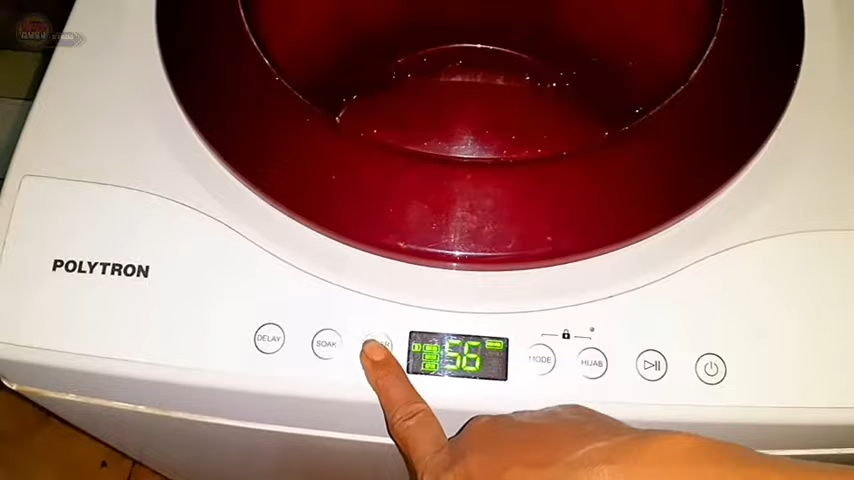 POLYTRON
DELAY
SOAK
56
MODE
HIJAB